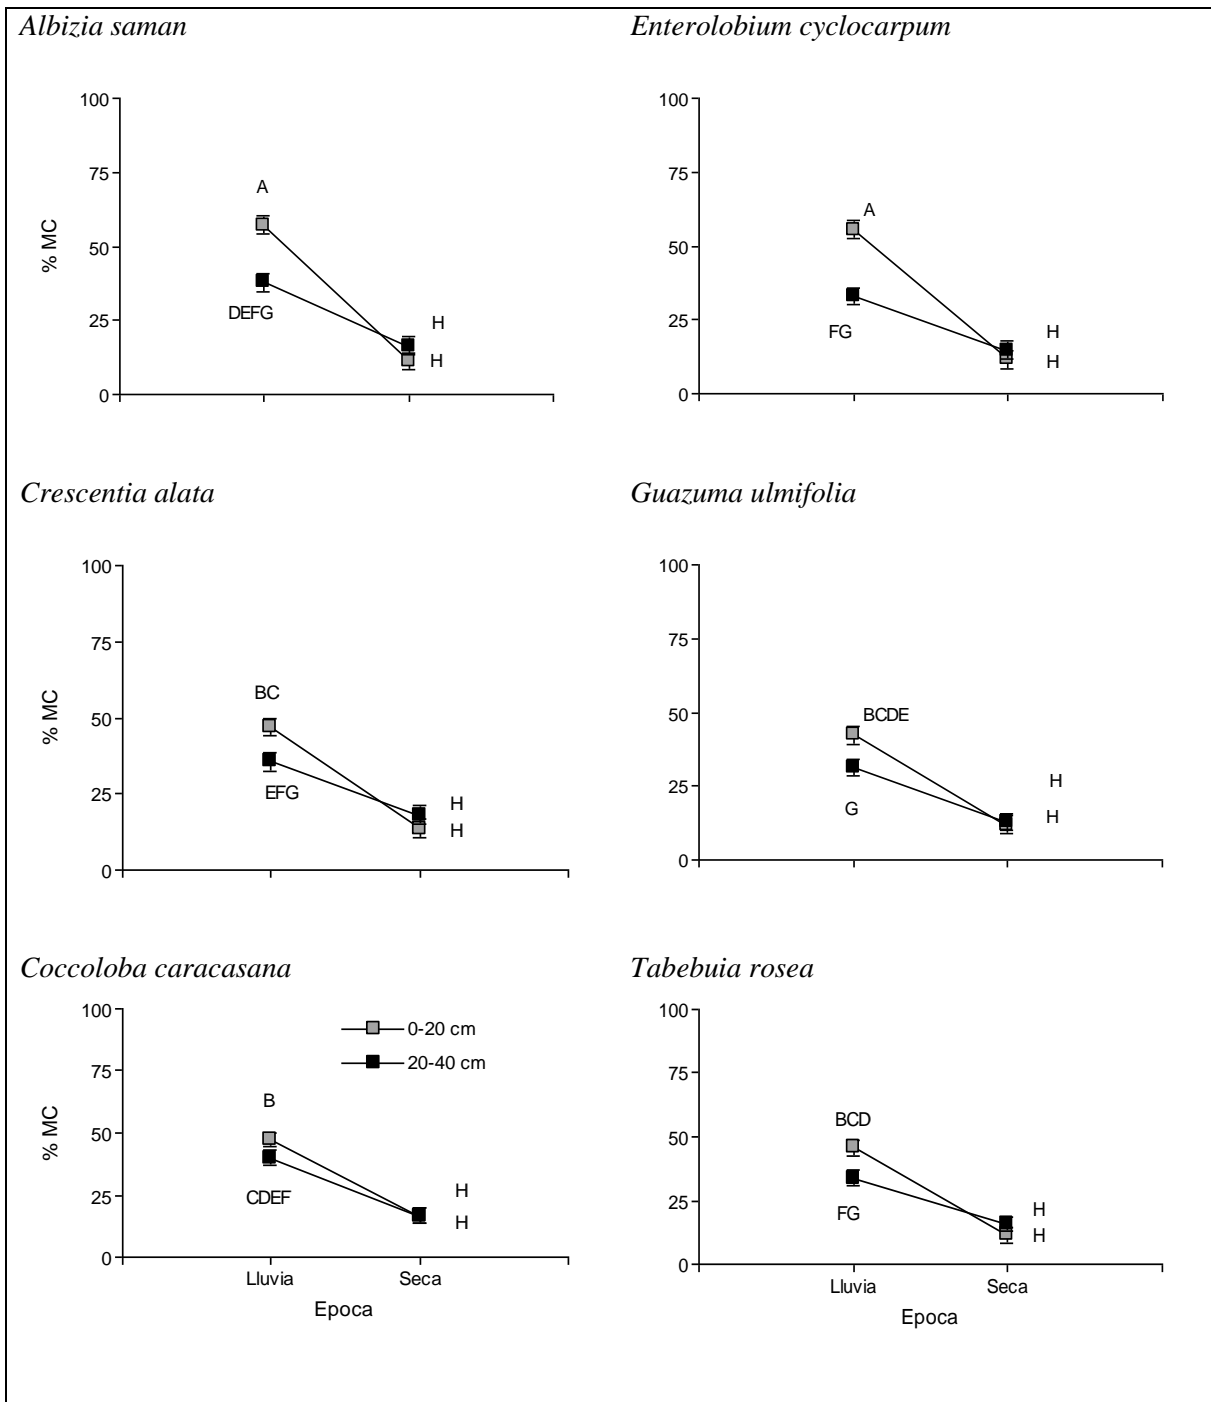 Albizia saman
100
75
50
25
0
% MC
A
DEFG
H
H
Enterolobium cyclocarpum
100
75
50
25
0
A
FG
H
H
Crescentia alata
100
75
50
25
0
% MC
BC
EFG
H
H
Guazuma ulmifolia
100
75
50
25
0
BCDE
G
H
H
Coccoloba caracasana
100
75
50
25
0
% MC
0-20 cm
20-40 cm
B
CDEF
H
H
Lluvia Seca
Epoca
Tabebuia rosea
100
75
50
25
0
BCD
FG
H
H
Lluvia Seca
Epoca